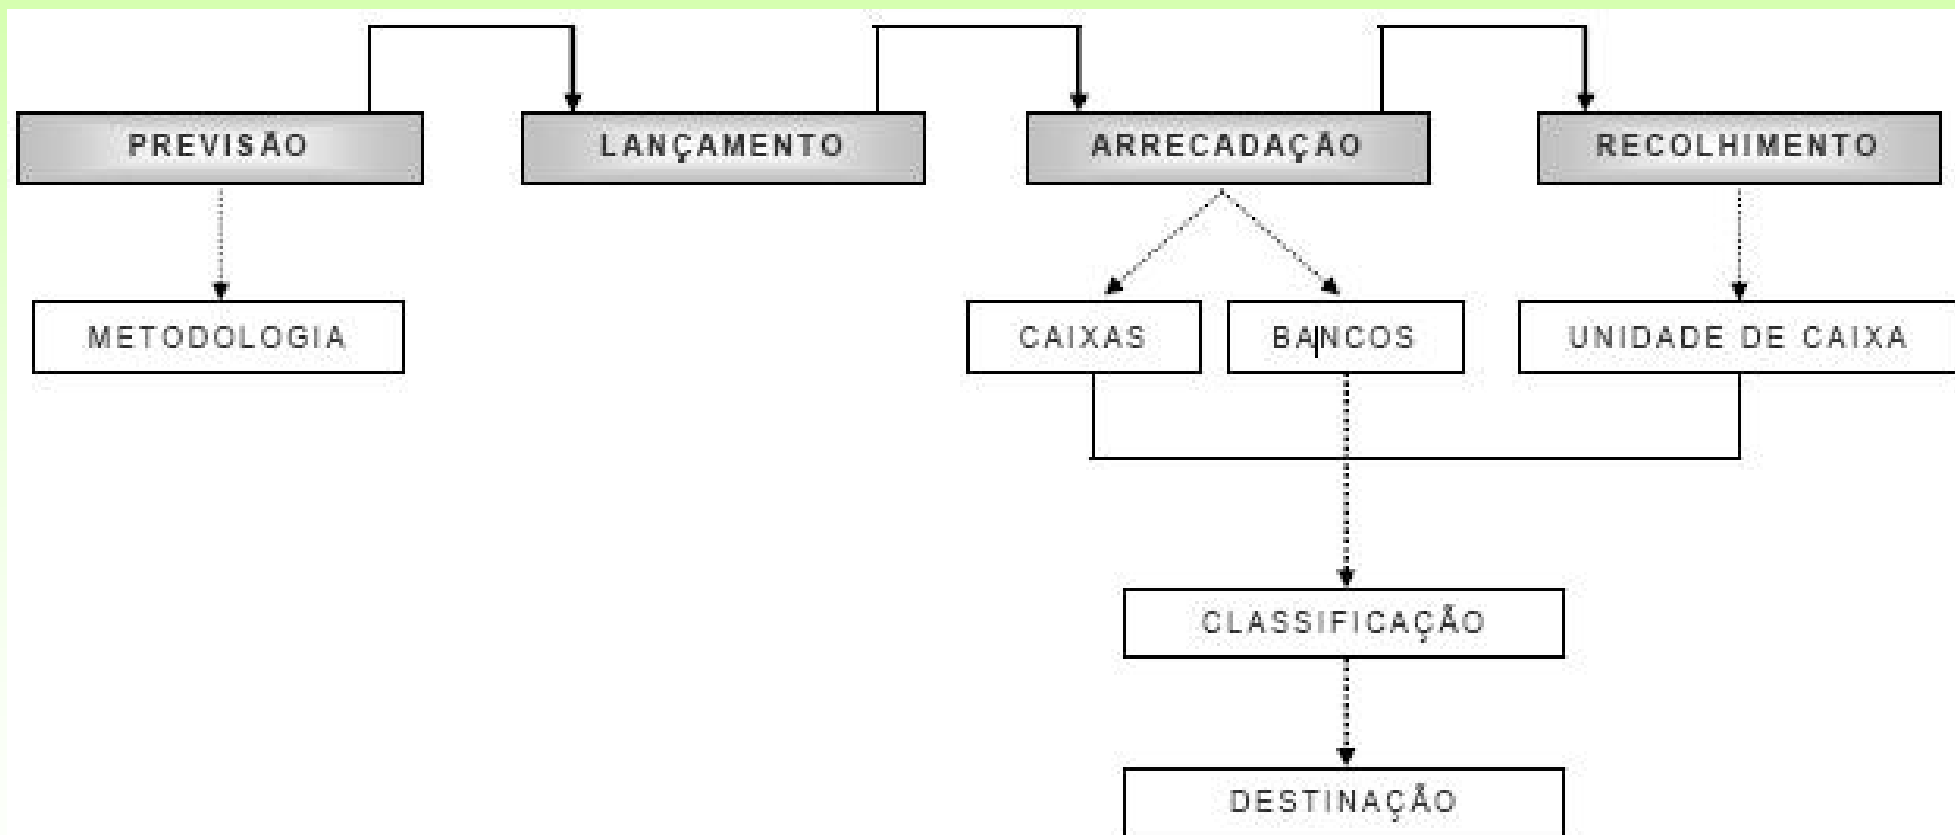 PREVISÃO
LANÇAMENTO
ARRECADAÇÃO
RECOLHIMENTO
METODOLOGIA
CAIXAS
BANCOS
UNIDADE DE CAIXA
CLASSIFICAÇÃO
DESTINAÇÃO